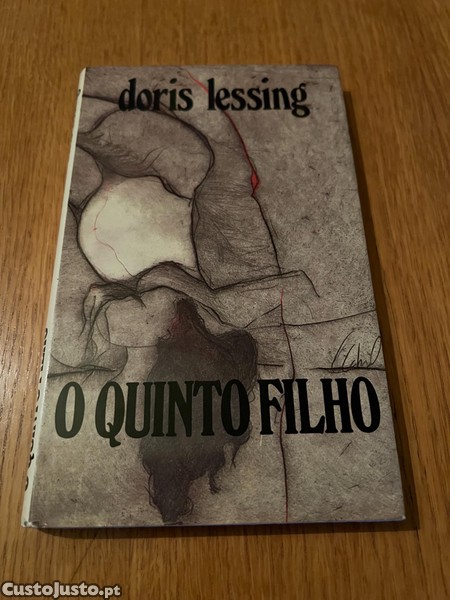 doris lessing
O QUINTO FILHO
CustoJusto.pt